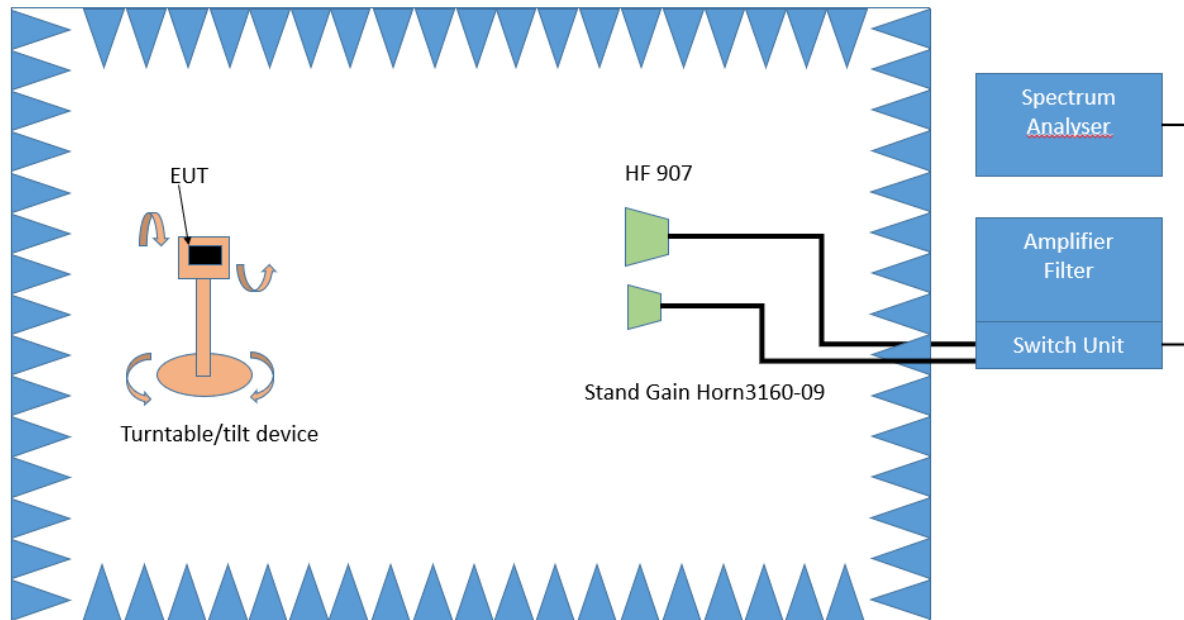 Spectrum
Analyser
EUT
HF 907
Amplifier
Filter
Switch Unit
Stand Gain Horn3160-09
Turntable/tilt device